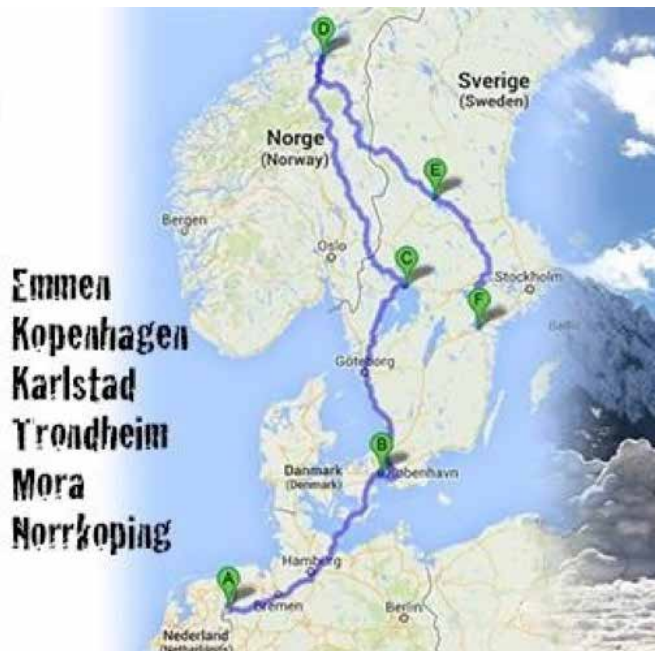 D
Sverige
(Sweden)
Norge
(Norway)
E
Bergen
Oslo
C
Stockholm
F
Emmen
Kopenhagen
Karlstad
Trondheim
Mora
Norrkoping
Göteborg
B
Danmark
(Denmark)
København
Hamburg
A
Bremen
Berlin
Nederland
(Netherlands)